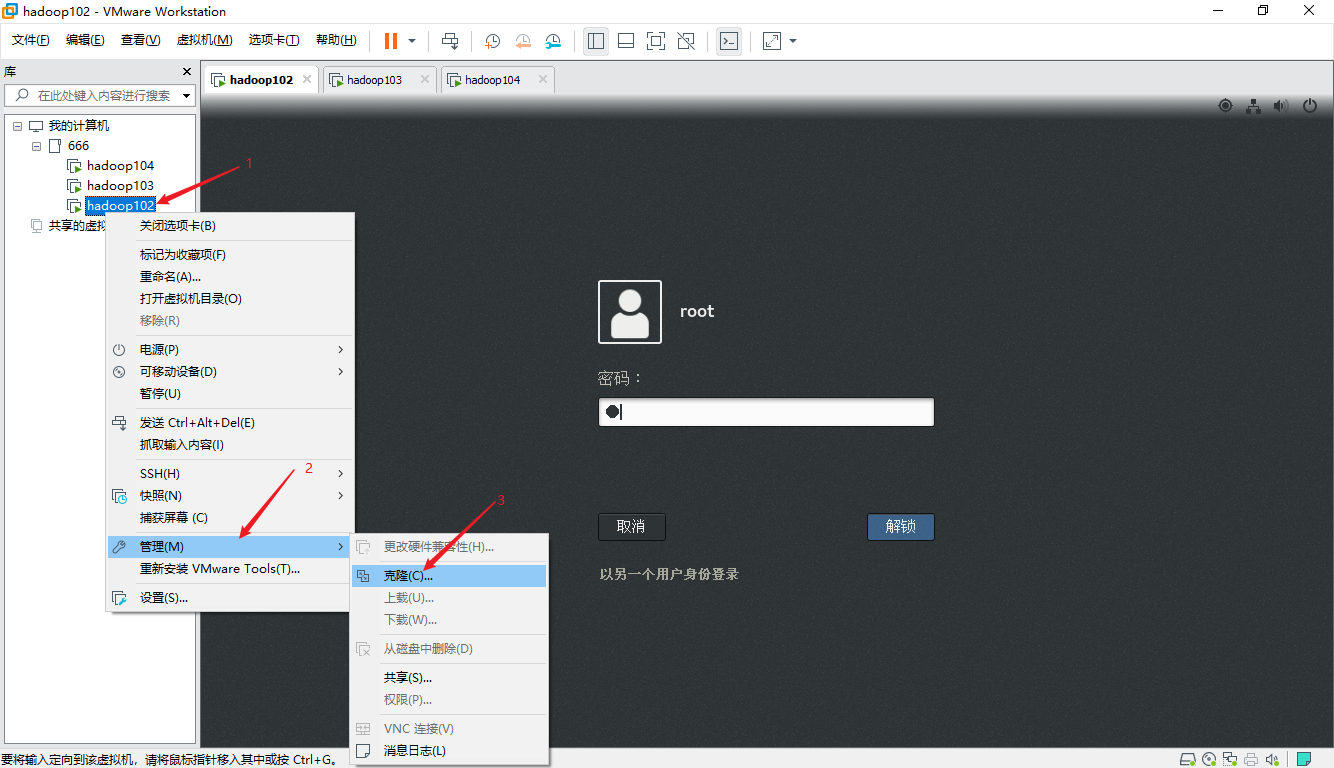 hadoop102 - VMware Workstation
文件(F) 编辑(E) 查看(V) 虚拟机(M) 选项卡(T) 帮助(H)
库
在此处键入内容进行搜索
我的计算机
666
hadoop104
hadoop103
hadoop102
共享的虚拟
hadoop102 hadoop103 hadoop104
1
关闭选项卡(B)
标记为收藏项(F)
重命名(A)...
打开虚拟机目录(O)
移除(R)
电源(P)
可移动设备(D)
暂停(U)
发送 Ctrl+Alt+Del(E)
抓取输入内容(I)
SSH(H)
快照(N)
捕获屏幕 (C)
管理(M)
重新安装 VMware Tools(T)...
设置(S)...
2
3
更改硬件兼容性(H)...
克隆(C)...
上载(U)...
下载(W)...
从磁盘中删除(D)
共享(S)...
权限(P)...
VNC 连接(V)
消息日志(L)
root
密码：
取消
解锁
以另一个用户身份登录
要将输入定向到该虚拟机，请将鼠标指针移入其中或按 Ctrl+G。